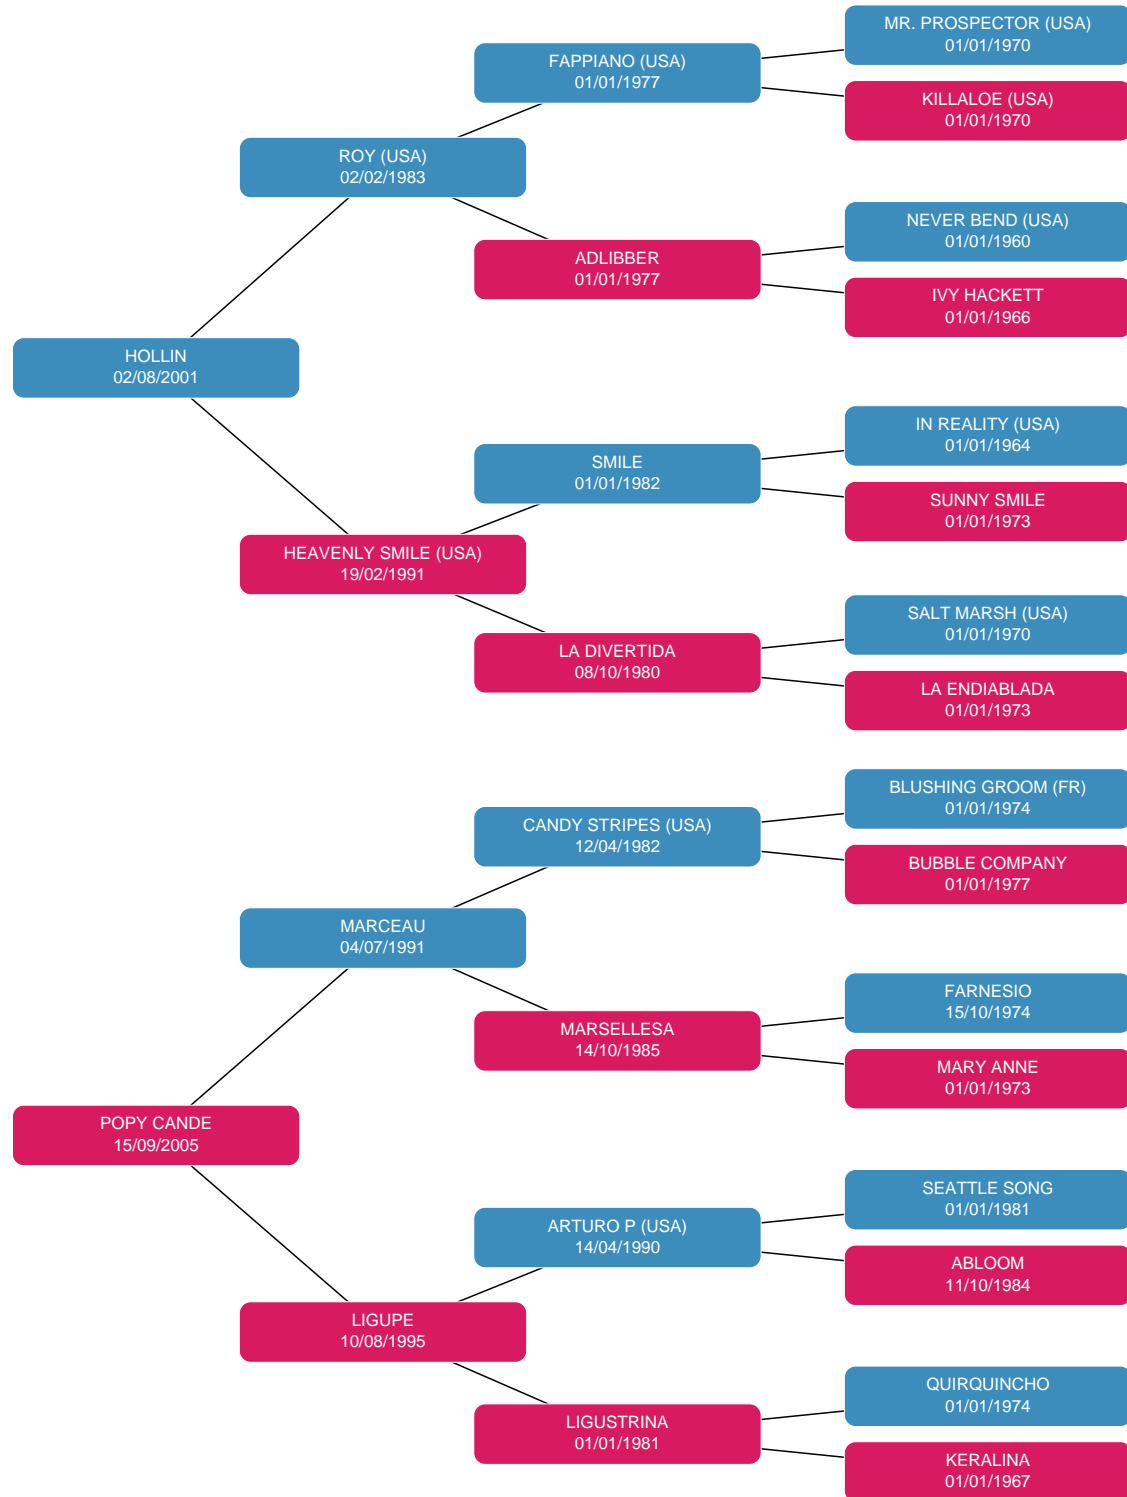 MR. PROSPECTOR (USA)
01/01/1970
FAPPIANO (USA)
01/01/1977
KILLALOE (USA)
01/01/1970
ROY (USA)
02/02/1983
NEVER BEND (USA)
01/01/1960
ADLIBBER
01/01/1977
IVY HACKETT
01/01/1966
HOLLIN
02/08/2001
IN REALITY (USA)
01/01/1964
SMILE
01/01/1982
SUNNY SMILE
01/01/1973
HEAVENLY SMILE (USA)
19/02/1991
SALT MARSH (USA)
01/01/1970
LA DIVERTIDA
08/10/1980
LA ENDIABLADA
01/01/1973
BLUSHING GROOM (FR)
01/01/1974
CANDY STRIPES (USA)
12/04/1982
BUBBLE COMPANY
01/01/1977
MARCEAU
04/07/1991
FARNESIO
15/10/1974
MARSELLESA
14/10/1985
MARY ANNE
01/01/1973
POPY CANDE
15/09/2005
SEATTLE SONG
01/01/1981
ARTURO P (USA)
14/04/1990
ABLOOM
11/10/1984
LIGUPE
10/08/1995
QUIRQUINCHO
01/01/1974
LIGUSTRINA
01/01/1981
KERALINA
01/01/1967